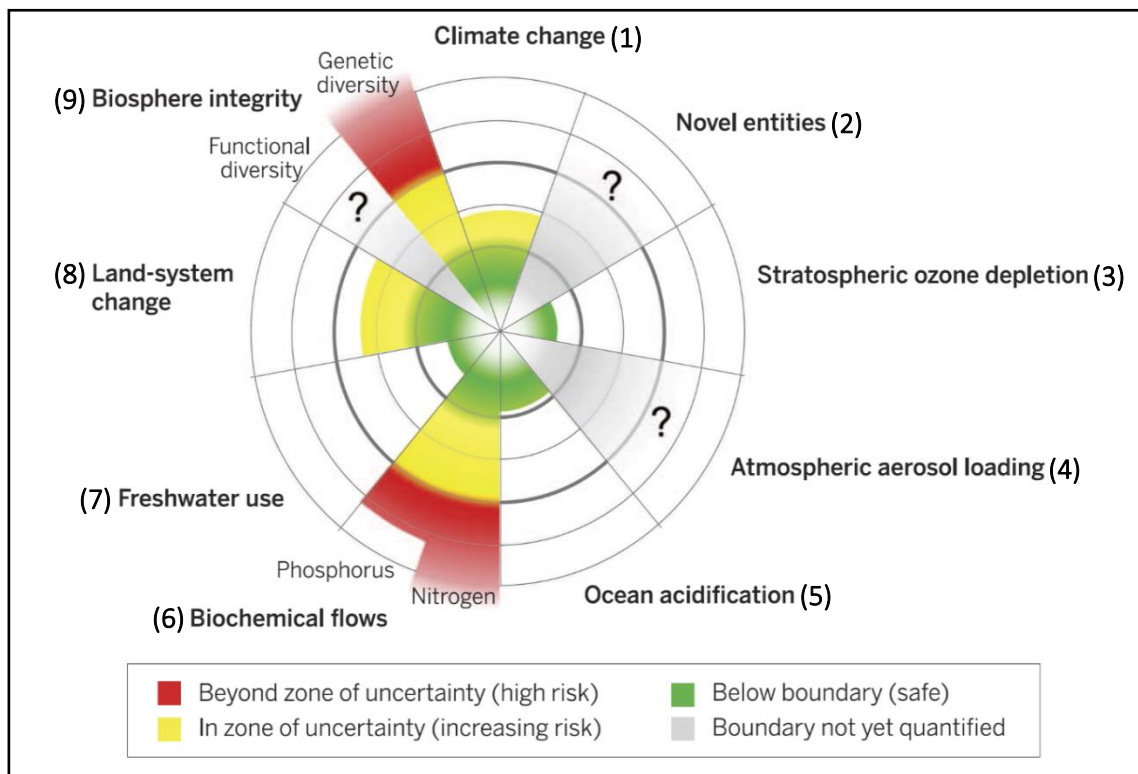 Climate change (1)
Genetic
diversity
(9) Biosphere integrity
Novel entities (2)
Functional
diversity
?
?
(8) Land-system
change
Stratospheric ozone depletion (3)
?
Atmospheric aerosol loading (4)
(7) Freshwater use
Phosphorus
Nitrogen
Ocean acidification (5)
(6) Biochemical flows
Beyond zone of uncertainty (high risk)
In zone of uncertainty (increasing risk)
Below boundary (safe)
Boundary not yet quantified